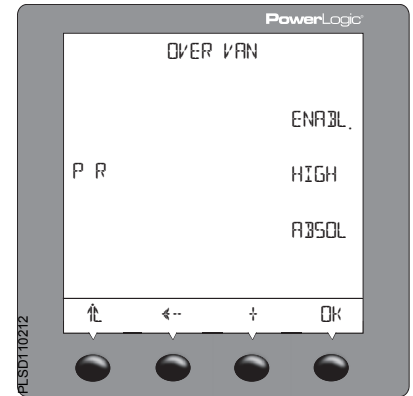 PowerLogic®
OVER VAN
ENABL.
P R HIGH
ABSOL
OK
PLSD110212